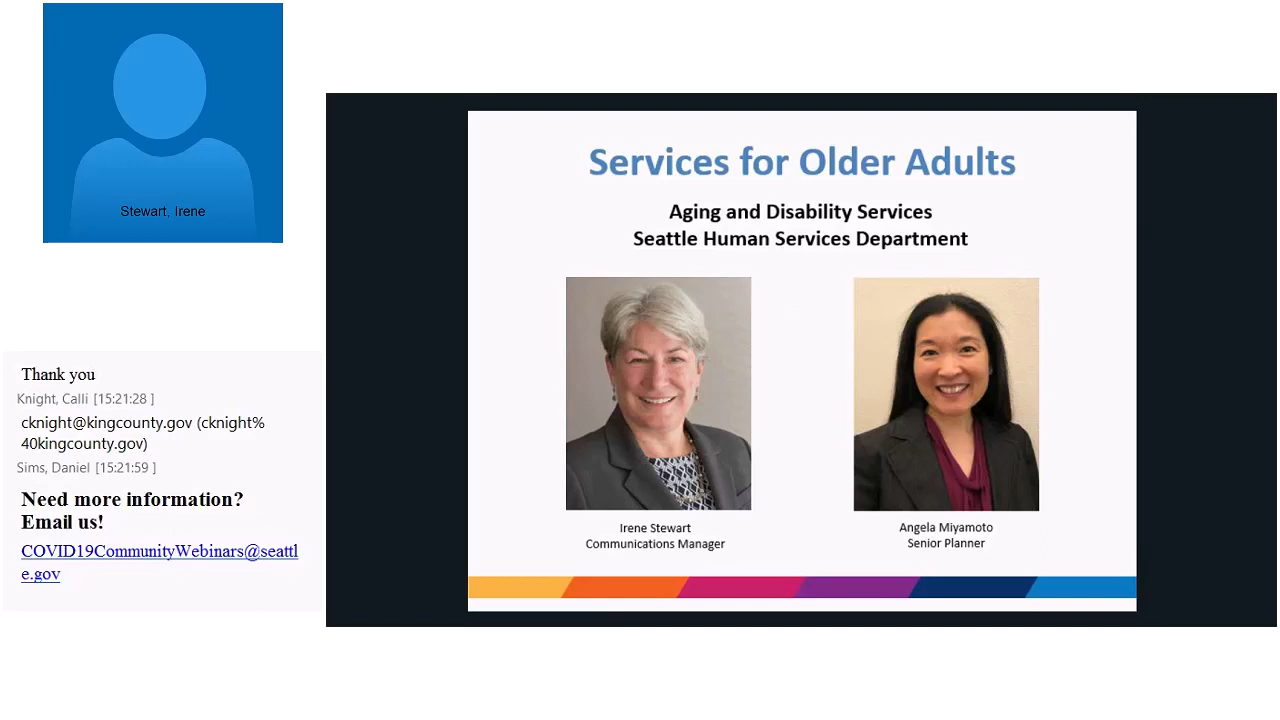 Stewart, Irene
Thank you
Knight, Calli [15:21:28 ]
cknight@kingcounty.gov (cknight%
40kingcounty.gov)
Sims, Daniel [15:21:59 ]
Need more information?
Email us!
COVID19CommunityWebinars@seattl
e.gov
Services for Older Adults
Aging and Disability Services
Seattle Human Services Department
Irene Stewart
Communications Manager
Angela Miyamoto
Senior Planner